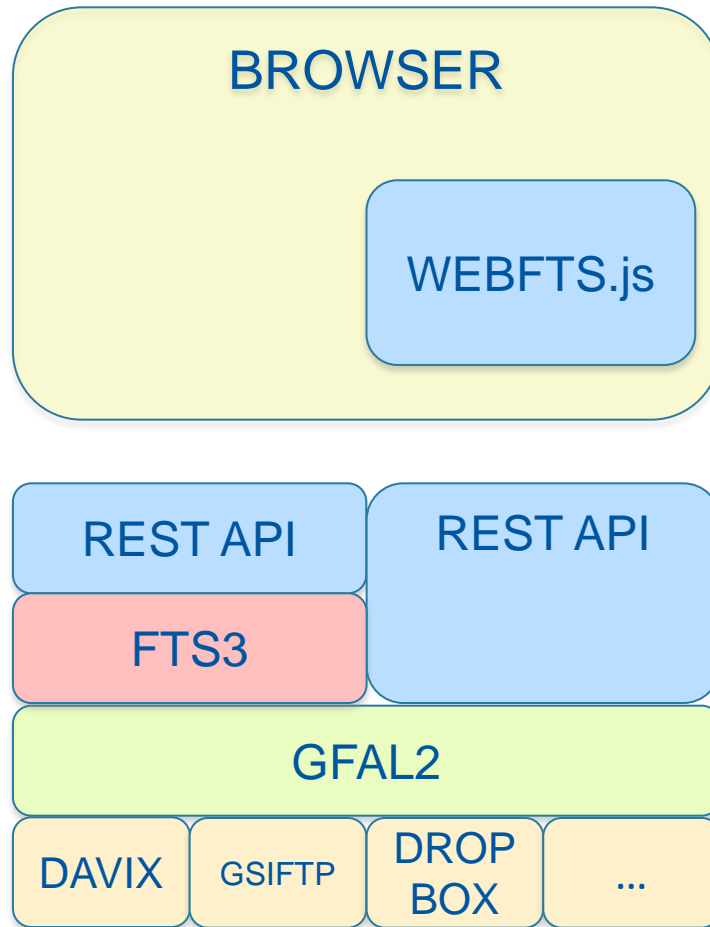 BROWSER
WEBFTS.js
REST API
REST API
FTS3
GFAL2
DAVIX
GSIFTP
DROP
BOX
...